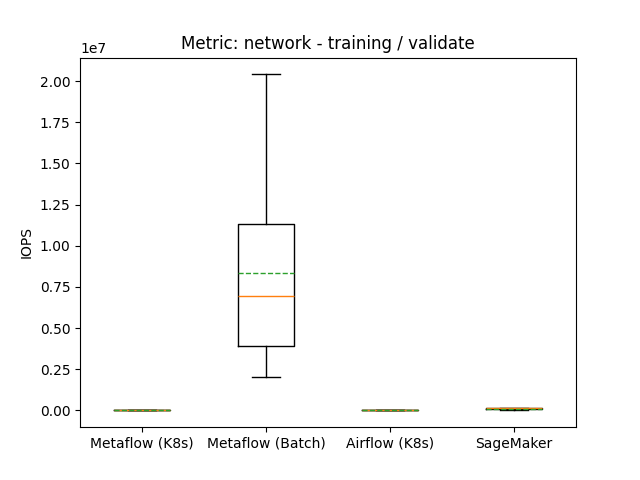 Metric: network - training / validate
1e7
2.00
1.75
1.50
1.25
1.00
0.75
0.50
0.25
0.00
IOPS
Metaflow (K8s) Metaflow (Batch) Airflow (K8s) SageMaker